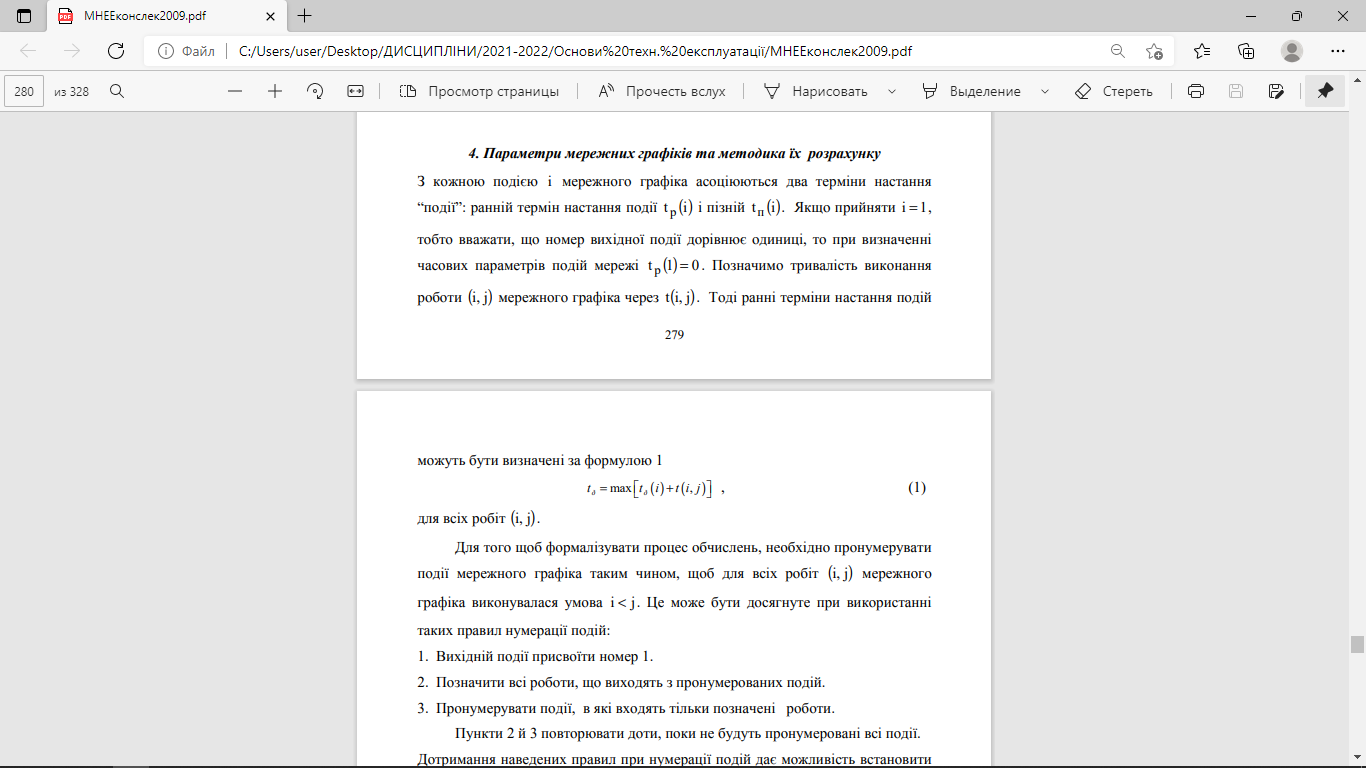 МНЕЕконслек2009.pdf
Файл C:/Users/user/Desktop/ДИСЦИПЛІНИ/2021-2022/Основи%20техн.%20експлуатації/МНЕЕконслек2009.pdf
280 из 328 Просмотр страницы Прочесть вслух Нарисовать Выделение Стереть
4. Параметри мережних графіків та методика їх розрахунку
З кожною подією i мережного графіка асоціюються два терміни настання
“події”: ранній термін настання події t_р(i) і пізній t_п(i). Якщо прийняти i = 1,
тобто вважати, що номер вихідної події дорівнює одиниці, то при визначенні
часових параметрів подій мережі t_р(1) = 0. Позначимо тривалість виконання
роботи (i, j) мережного графіка через t(i, j). Тоді ранні терміни настання подій
279
можуть бути визначені за формулою 1
t_∂ = max[t_∂(i) + t(i, j)] , (1)
для всіх робіт (i, j).
Для того щоб формалізувати процес обчислень, необхідно пронумерувати
події мережного графіка таким чином, щоб для всіх робіт (i, j) мережного
графіка виконувалася умова i < j. Це може бути досягнуте при використанні
таких правил нумерації подій:
1. Вихідній події присвоїти номер 1.
2. Позначити всі роботи, що виходять з пронумерованих подій.
3. Пронумерувати події, в які входять тільки позначені роботи.
Пункти 2 й 3 повторювати доти, поки не будуть пронумеровані всі події.
Дотримання наведених правил при нумерації подій дає можливість встановити